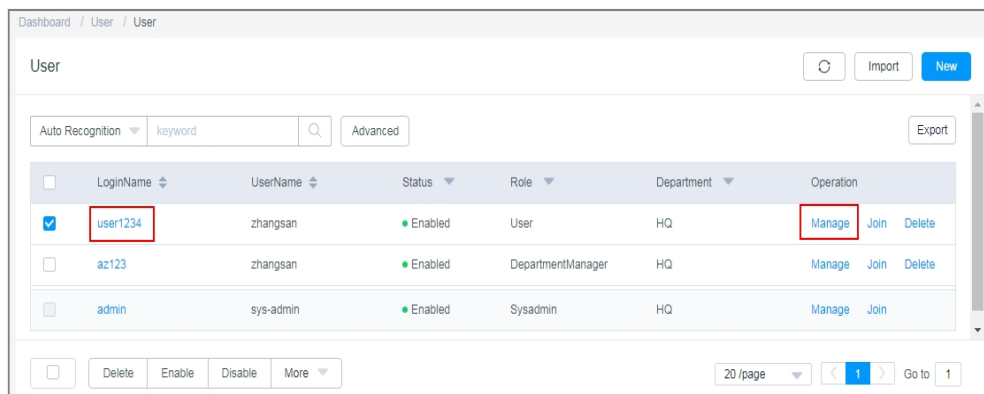 Dashboard / User / User
User Import New
Auto Recognition keyword Advanced Export
LoginName UserName Status Role Department Operation
user1234 zhangsan Enabled User HQ Manage Join Delete
az123 zhangsan Enabled DepartmentManager HQ Manage Join Delete
admin sys-admin Enabled Sysadmin HQ Manage Join
Delete Enable Disable More 20 /page 1 Go to 1